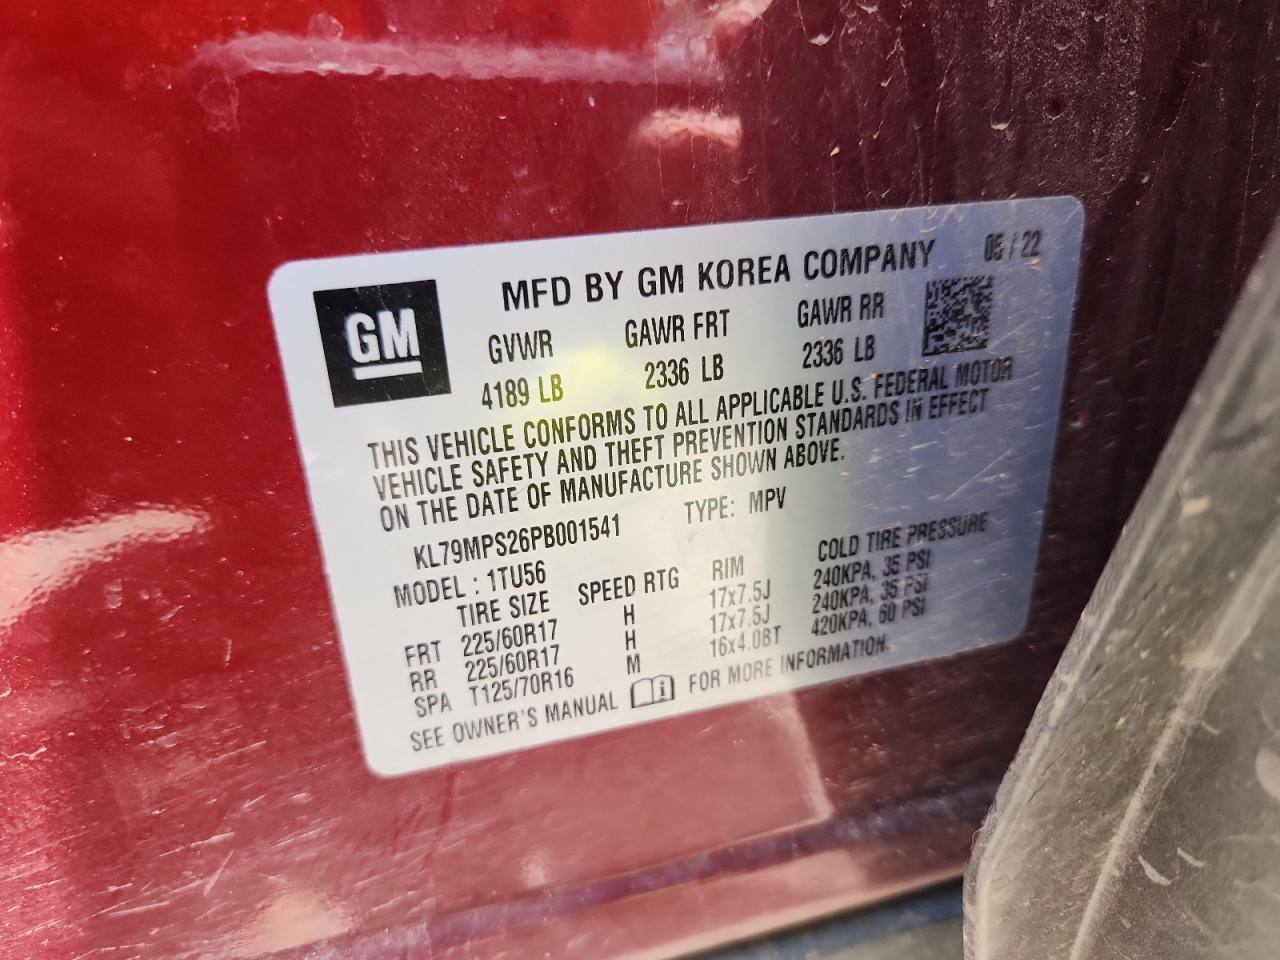 MFD BY GM KOREA COMPANY 05 / 22
GM
GVWR GAWR FRT GAWR RR
4189 LB 2336 LB 2336 LB
THIS VEHICLE CONFORMS TO ALL APPLICABLE U.S. FEDERAL MOTOR
VEHICLE SAFETY AND THEFT PREVENTION STANDARDS IN EFFECT
ON THE DATE OF MANUFACTURE SHOWN ABOVE.
KL79MPS26PB001541 TYPE: MPV
MODEL : 1TU56
TIRE SIZE SPEED RTG RIM COLD TIRE PRESSURE
FRT 225/60R17 H 17x7.5J 240KPA, 35 PSI
RR 225/60R17 H 17x7.5J 240KPA, 35 PSI
SPA T125/70R16 M 16x4.0BT 420KPA, 60 PSI
SEE OWNER'S MANUAL FOR MORE INFORMATION.